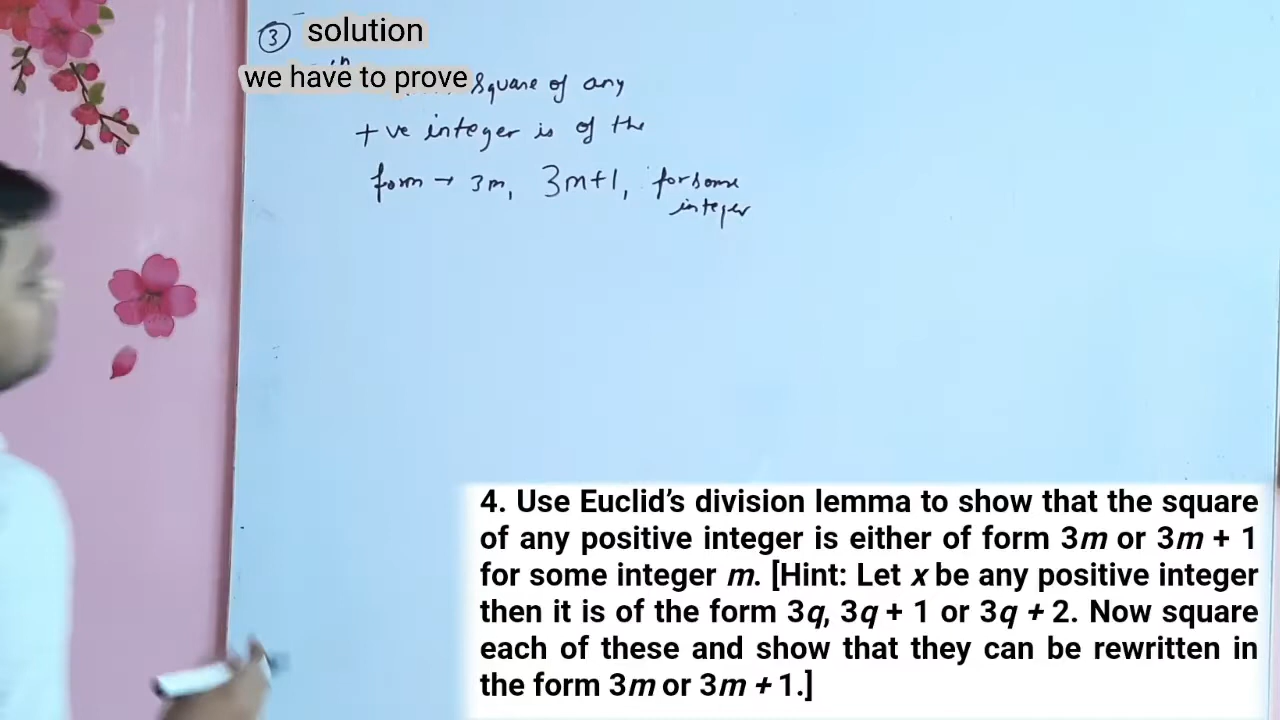 ③ solution
we have to prove square of any
+ve integer is of the
form → 3m, 3m+1, for some
integer
4. Use Euclid’s division lemma to show that the square
of any positive integer is either of form 3m or 3m + 1
for some integer m. [Hint: Let x be any positive integer
then it is of the form 3q, 3q + 1 or 3q + 2. Now square
each of these and show that they can be rewritten in
the form 3m or 3m + 1.]